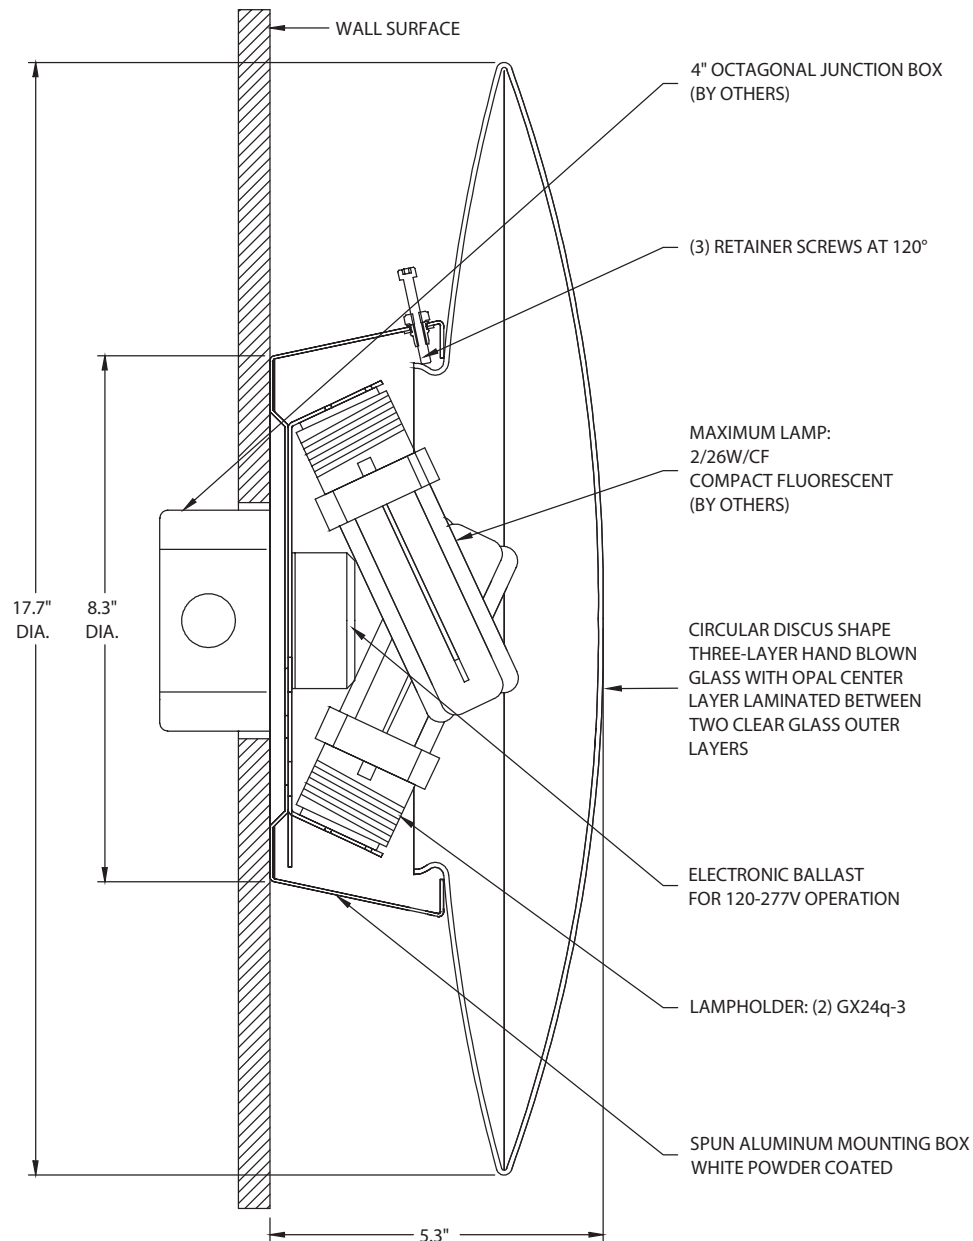 WALL SURFACE
4" OCTAGONAL JUNCTION BOX
(BY OTHERS)
(3) RETAINER SCREWS AT 120°
MAXIMUM LAMP:
2/26W/CF
COMPACT FLUORESCENT
(BY OTHERS)
17.7"
DIA.
8.3"
DIA.
CIRCULAR DISCUS SHAPE
THREE-LAYER HAND BLOWN
GLASS WITH OPAL CENTER
LAYER LAMINATED BETWEEN
TWO CLEAR GLASS OUTER
LAYERS
ELECTRONIC BALLAST
FOR 120-277V OPERATION
LAMPHOLDER: (2) GX24q-3
SPUN ALUMINUM MOUNTING BOX
WHITE POWDER COATED
5.3"